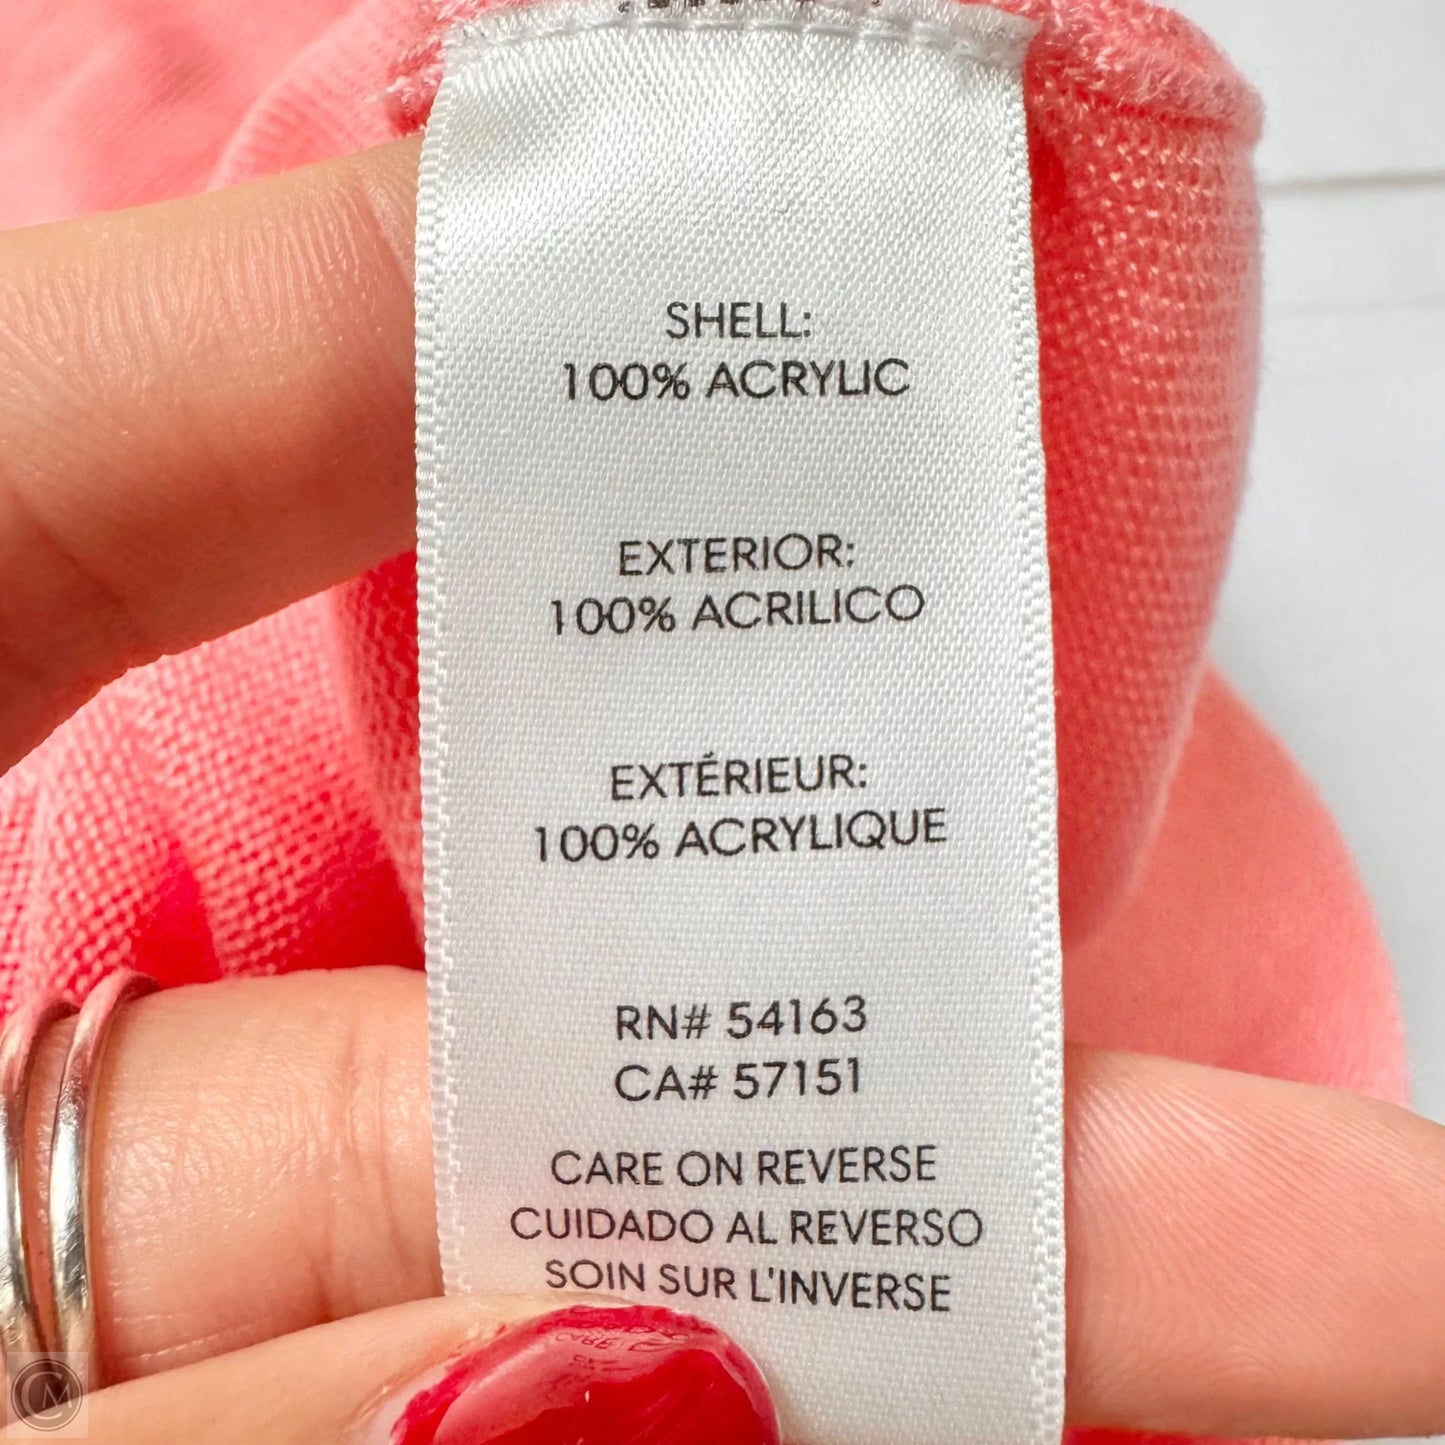 SHELL:
100% ACRYLIC
EXTERIOR:
100% ACRILICO
EXTÉRIEUR:
100% ACRYLIQUE
RN# 54163
CA# 57151
CARE ON REVERSE
CUIDADO AL REVERSO
SOIN SUR L'INVERSE